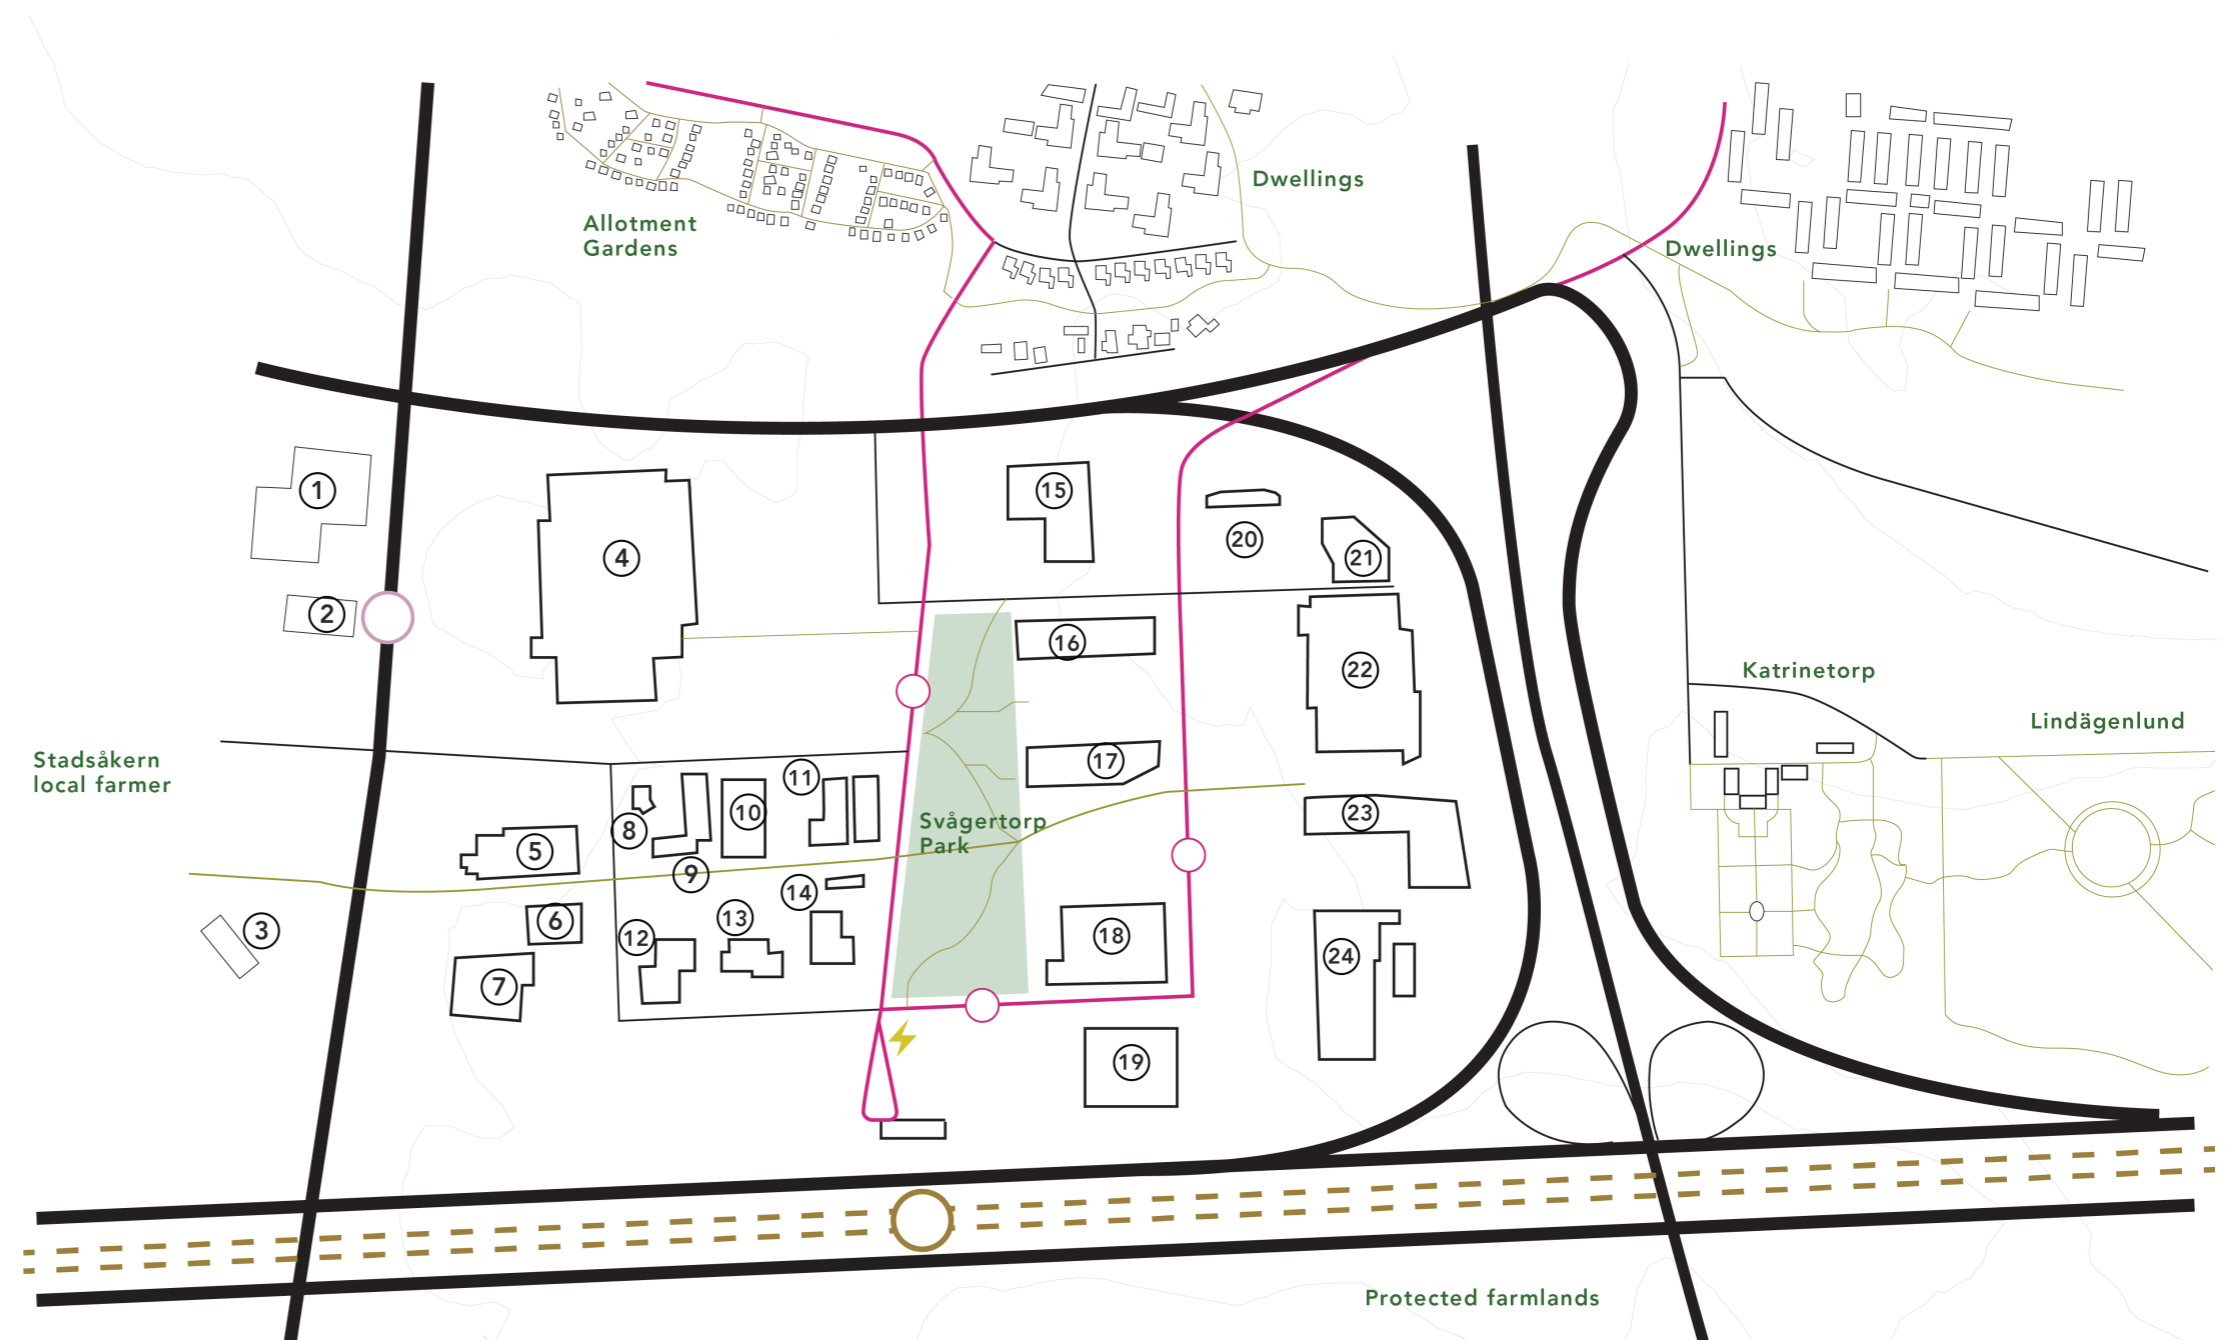 Dwellings
Allotment
Gardens
Dwellings
1
15
20
4
21
2
16
22
Katrinetorp
Lindägenlund
Stadsåkern
local farmer
17
11
10
23
8
Svågertorp
Park
5
9
14
13
6
3
12
18
24
7
19
Protected farmlands